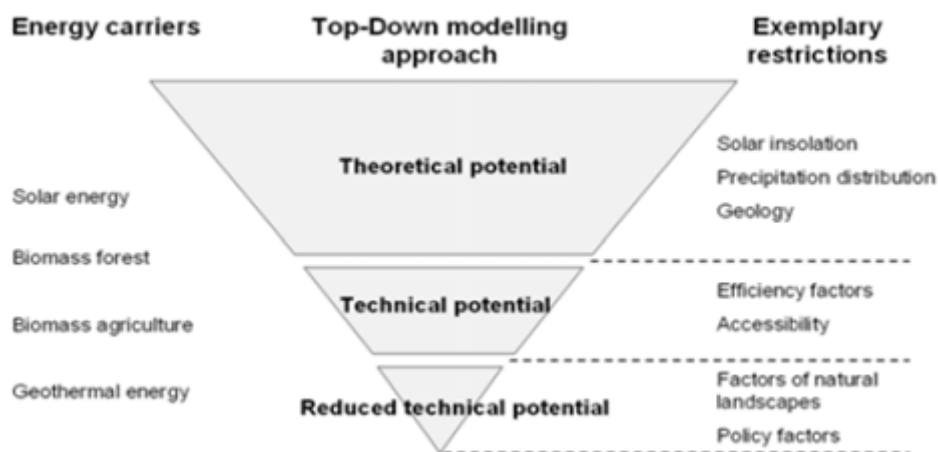 Energy carriers
Top-Down modelling
approach
Exemplary
restrictions
Theoretical potential
Solar insolation
Precipitation distribution
Geology
Solar energy
Biomass forest
Biomass agriculture
Geothermal energy
Technical potential
Efficiency factors
Accessibility
Reduced technical potential
Factors of natural
landscapes
Policy factors